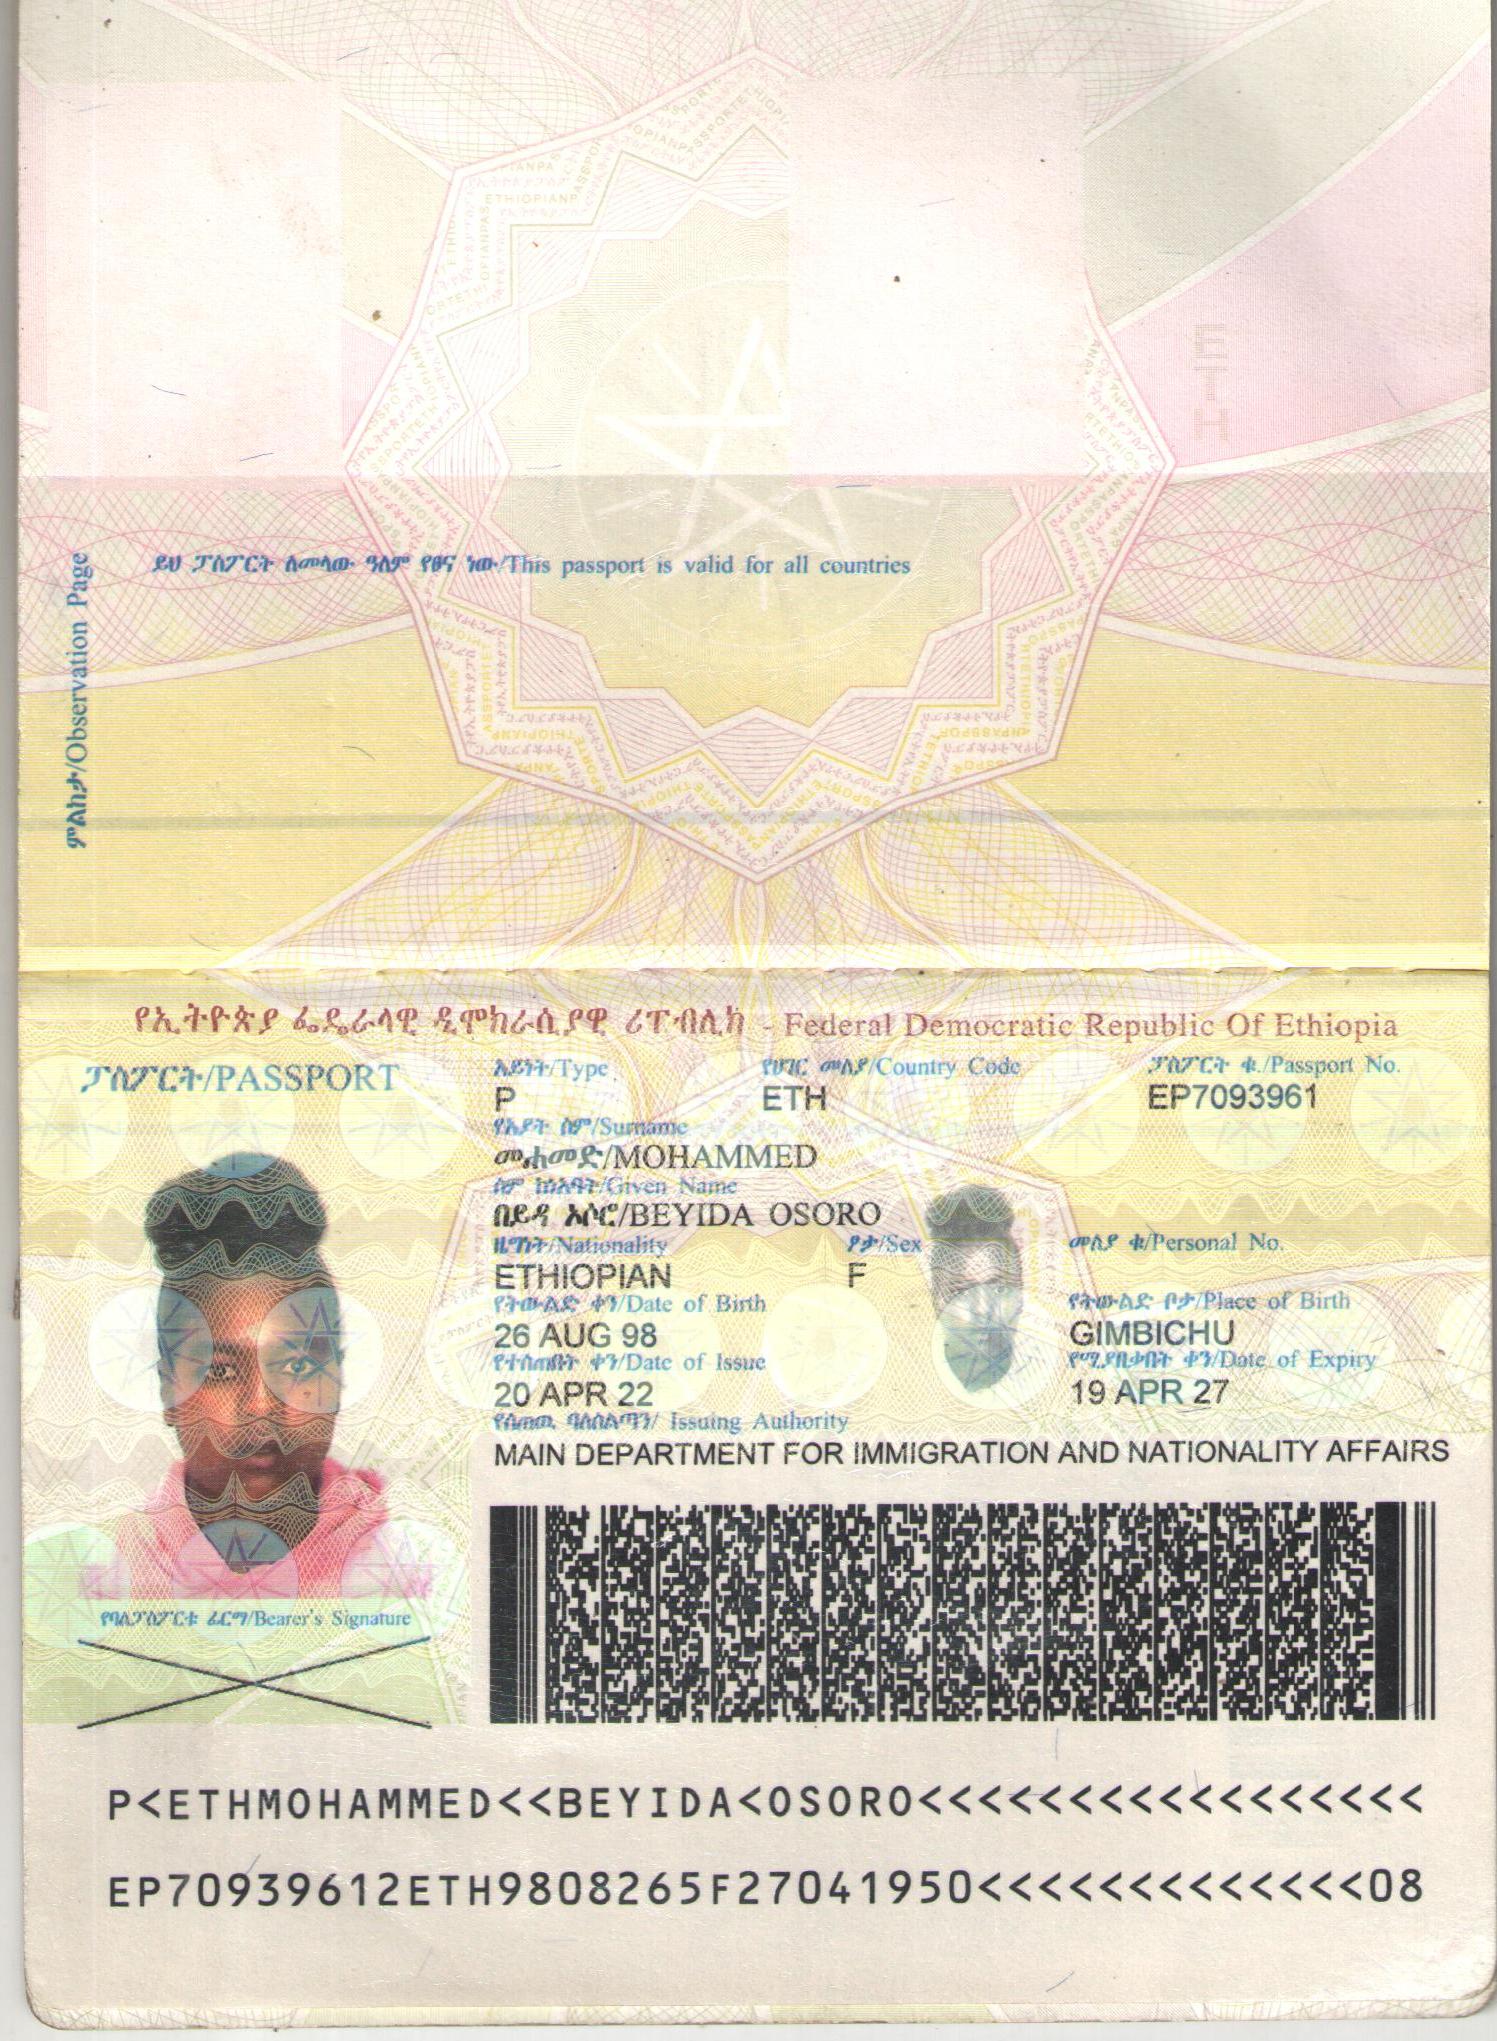 ምልከታ/Observation Page
ይህ ፓስፖርት ለመላው ዓለም የፀና ነው/This passport is valid for all countries
የኢትዮጵያ ፌዴራላዊ ዲሞክራሲያዊ ሪፐብሊክ - Federal Democratic Republic Of Ethiopia
ፓስፖርት/PASSPORT
ዓይነት/Type
የሀገር መለያ/Country Code
ፓስፖርት ቁ./Passport No.
P
ETH
EP7093961
የአያት ስም/Surname
መሐመድ/MOHAMMED
ስም ከነአባት/Given Name
በይዳ ኦሶሮ/BEYIDA OSORO
ዜግነት/Nationality
ፆታ/Sex
መለያ ቁ/Personal No.
ETHIOPIAN
F
የትውልድ ቀን/Date of Birth
የትውልድ ቦታ/Place of Birth
26 AUG 98
GIMBICHU
የተሰጠበት ቀን/Date of Issue
የሚያበቃበት ቀን/Date of Expiry
20 APR 22
19 APR 27
የሰጠው ባለስልጣን/ Issuing Authority
MAIN DEPARTMENT FOR IMMIGRATION AND NATIONALITY AFFAIRS
የባለፓስፖርቱ ፊርማ/Bearer's Signature
P<ETHMOHAMMED<<BEYIDA<OSORO<<<<<<<<<<<<<<<<<
EP70939612ETH9808265F27041950<<<<<<<<<<<<<08